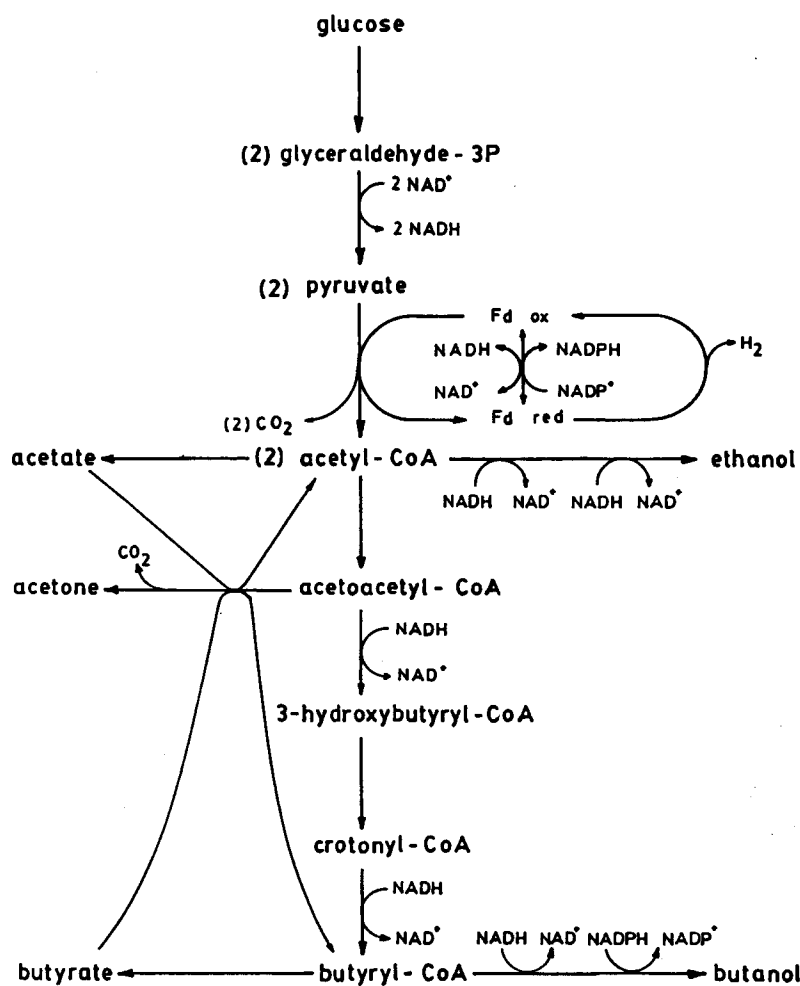 glucose
(2) glyceraldehyde - 3P
2 NAD⁺
2 NADH
(2) pyruvate
Fd ox
NADH NADPH H₂
NAD⁺ NADP⁺
(2) CO₂ Fd red
acetate (2) acetyl - CoA ethanol
NADH NAD⁺ NADH NAD⁺
CO₂
acetone acetoacetyl - CoA
NADH
NAD⁺
3-hydroxybutyryl - CoA
crotonyl - CoA
NADH
NAD⁺ NADH NAD⁺ NADPH NADP⁺
butyrate butyryl - CoA butanol